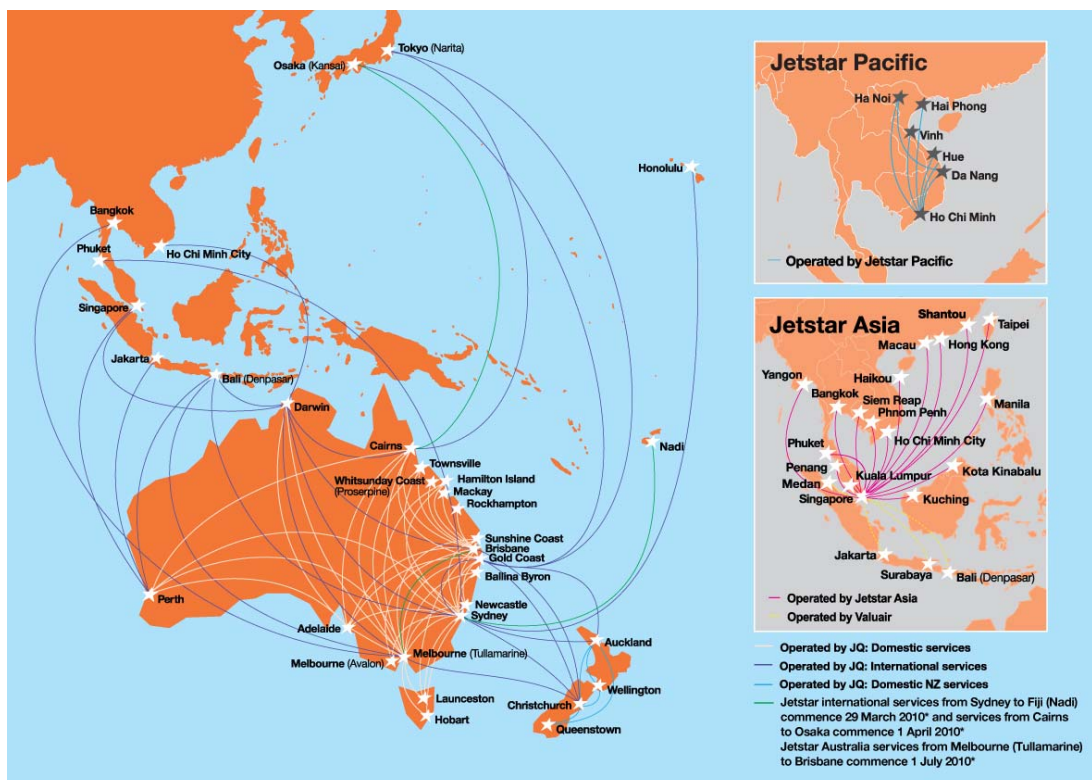 Tokyo (Narita)
Osaka (Kansai)
Honolulu
Bangkok
Phuket
Ho Chi Minh City
Singapore
Jakarta
Bali (Denpasar)
Darwin
Cairns
Nadi
Townsville
Whitsunday Coast
(Proserpine)
Hamilton Island
Mackay
Rockhampton
Sunshine Coast
Brisbane
Gold Coast
Ballina Byron
Perth
Newcastle
Sydney
Adelaide
Melbourne (Tullamarine)
Melbourne (Avalon)
Auckland
Wellington
Launceston
Christchurch
Hobart
Queenstown
Jetstar Pacific
Ha Noi
Hai Phong
Vinh
Hue
Da Nang
Ho Chi Minh
Operated by Jetstar Pacific
Jetstar Asia
Shantou
Taipei
Macau
Hong Kong
Yangon
Haikou
Bangkok
Siem Reap
Phnom Penh
Manila
Ho Chi Minh City
Phuket
Penang
Kuala Lumpur
Kota Kinabalu
Medan
Singapore
Kuching
Jakarta
Surabaya
Bali (Denpasar)
Operated by Jetstar Asia
Operated by Valuair
Operated by JQ: Domestic services
Operated by JQ: International services
Operated by JQ: Domestic NZ services
Jetstar international services from Sydney to Fiji (Nadi)
commence 29 March 2010* and services from Cairns
to Osaka commence 1 April 2010*
Jetstar Australia services from Melbourne (Tullamarine)
to Brisbane commence 1 July 2010*